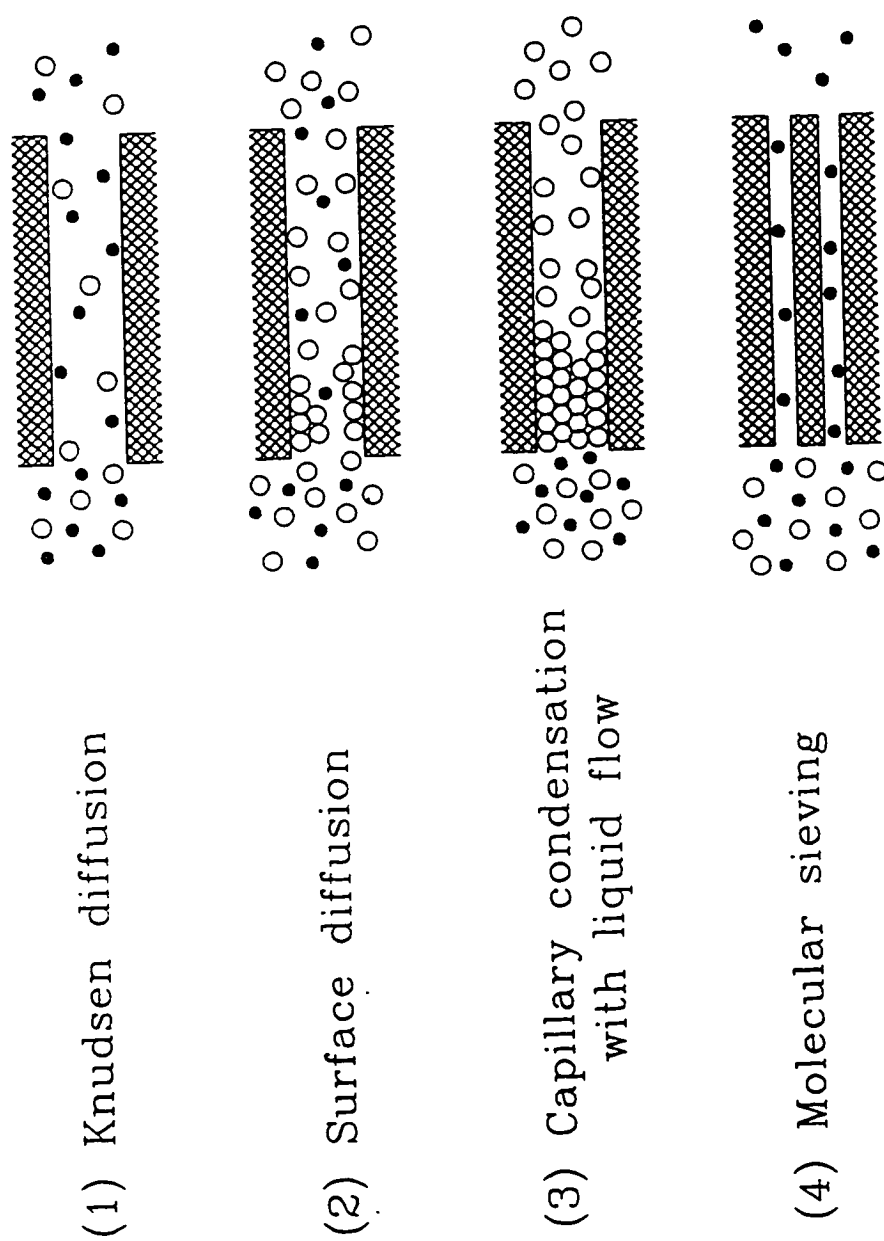 (1) Knudsen diffusion
(2) Surface diffusion
(3) Capillary condensation
with liquid flow
(4) Molecular sieving